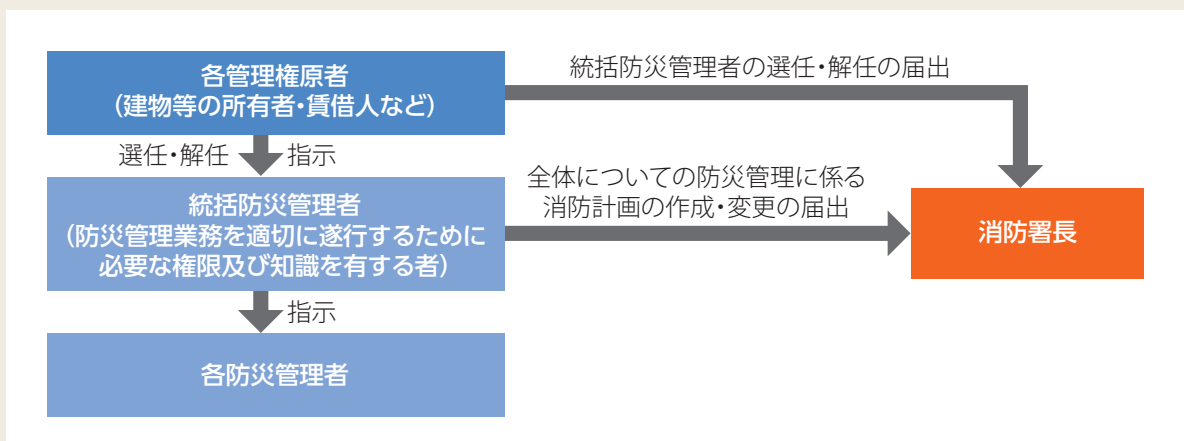 各管理権原者
（建物等の所有者・賃借人など）
統括防災管理者の選任・解任の届出
選任・解任
指示
統括防災管理者
（防災管理業務を適切に遂行するために
必要な権限及び知識を有する者）
全体についての防災管理に係る
消防計画の作成・変更の届出
消防署長
指示
各防災管理者